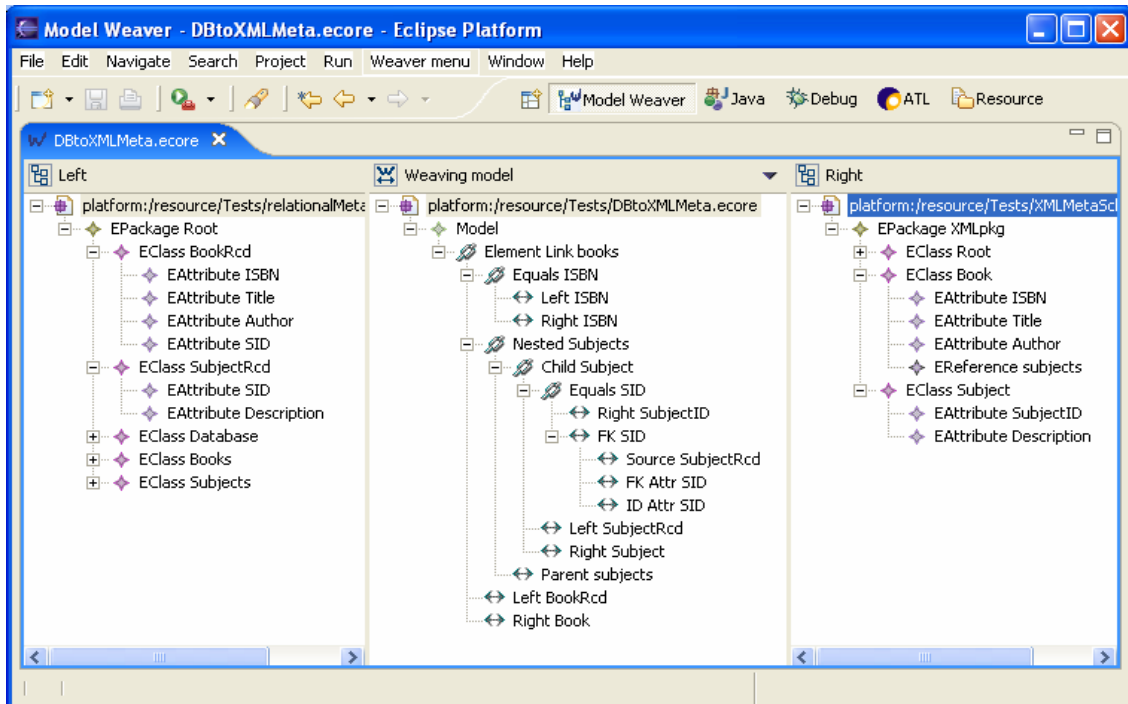 Model Weaver - DBtoXMLMeta.ecore - Eclipse Platform
File Edit Navigate Search Project Run Weaver menu Window Help
Model Weaver Java Debug ATL Resource
DBtoXMLMeta.ecore
Left
platform:/resource/Tests/relationalMeta
EPackage Root
EClass BookRcd
EAttribute ISBN
EAttribute Title
EAttribute Author
EAttribute SID
EClass SubjectRcd
EAttribute SID
EAttribute Description
EClass Database
EClass Books
EClass Subjects
Weaving model
platform:/resource/Tests/DBtoXMLMeta.ecore
Model
Element Link books
Equals ISBN
Left ISBN
Right ISBN
Nested Subjects
Child Subject
Equals SID
Right SubjectID
FK SID
Source SubjectRcd
FK Attr SID
ID Attr SID
Left SubjectRcd
Right Subject
Parent subjects
Left BookRcd
Right Book
Right
platform:/resource/Tests/XMLMetaScl
EPackage XMLpkg
EClass Root
EClass Book
EAttribute ISBN
EAttribute Title
EAttribute Author
EReference subjects
EClass Subject
EAttribute SubjectID
EAttribute Description